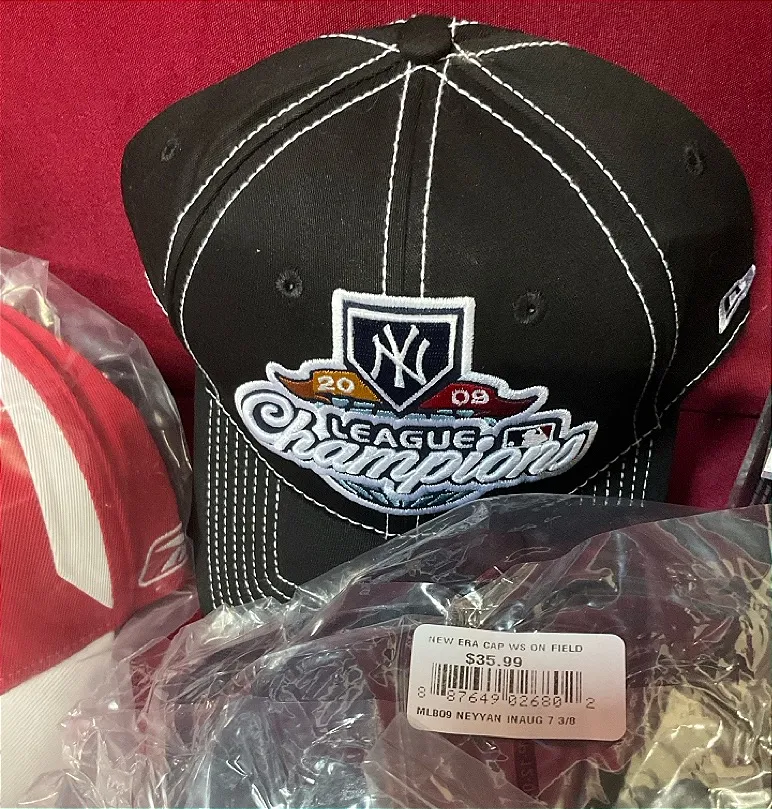 NY
20 09
LEAGUE
Champions
NEW ERA CAP WS ON FIELD
$35.99
8 87649 02680 2
MLB09 NEYYAN INAUG 7 3/8